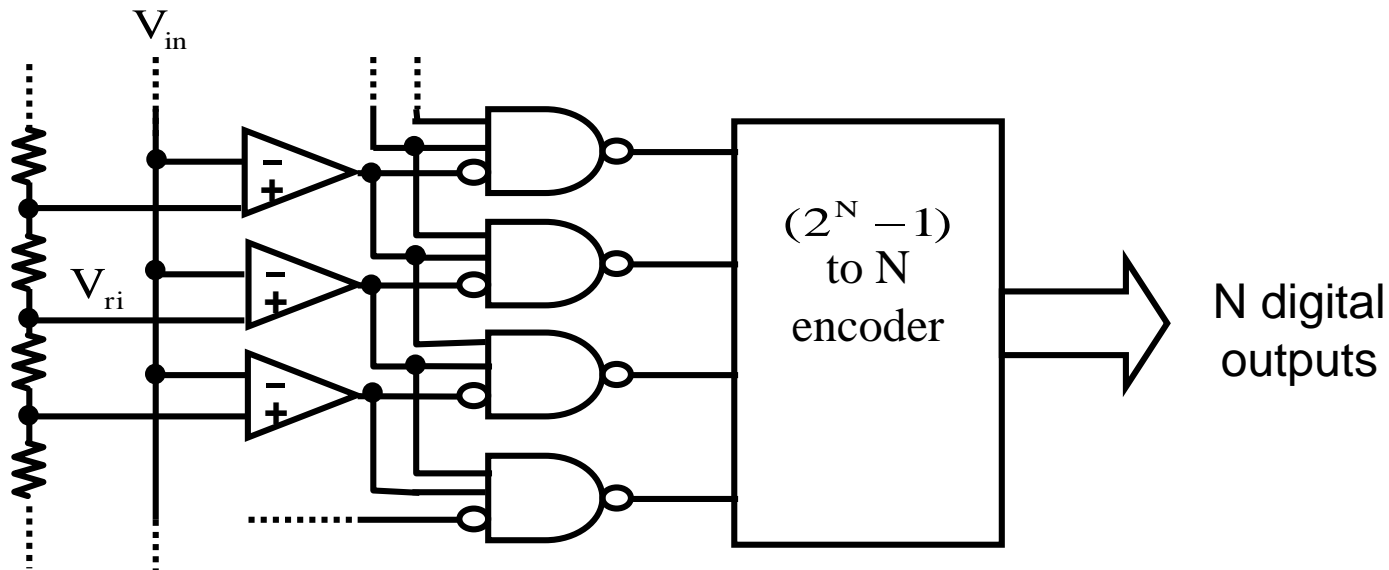 V_in
−
+
−
+
V_ri
−
+
(2^N −1)
to N
encoder
N digital
outputs